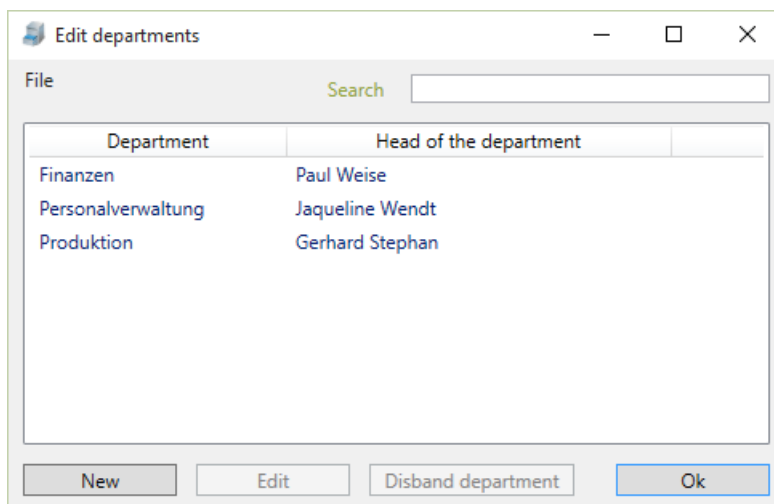 Edit departments
File
Search
Department Head of the department
Finanzen Paul Weise
Personalverwaltung Jaqueline Wendt
Produktion Gerhard Stephan
New Edit Disband department Ok